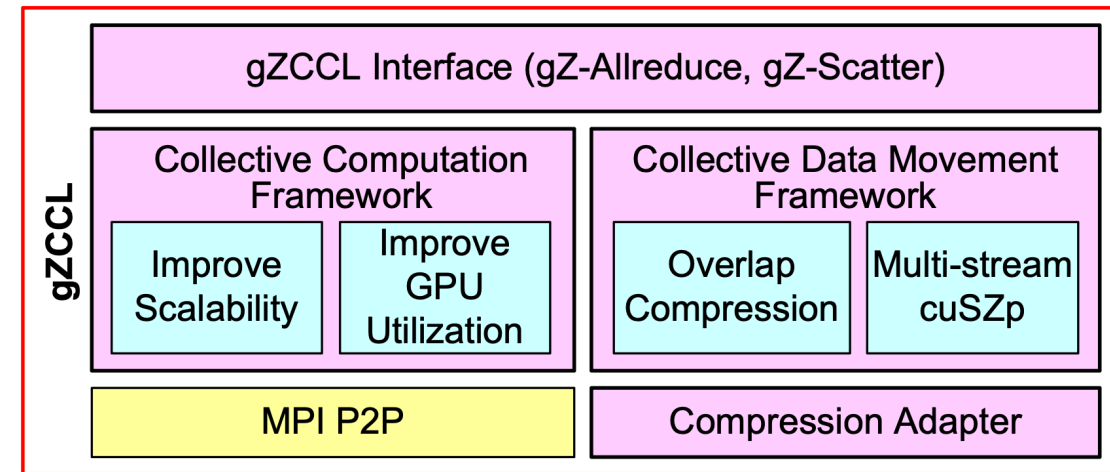 gZCCL
gZCCL Interface (gZ-Allreduce, gZ-Scatter)
Collective Computation
Framework
Improve
Scalability
Improve
GPU
Utilization
Collective Data Movement
Framework
Overlap
Compression
Multi-stream
cuSZp
MPI P2P
Compression Adapter